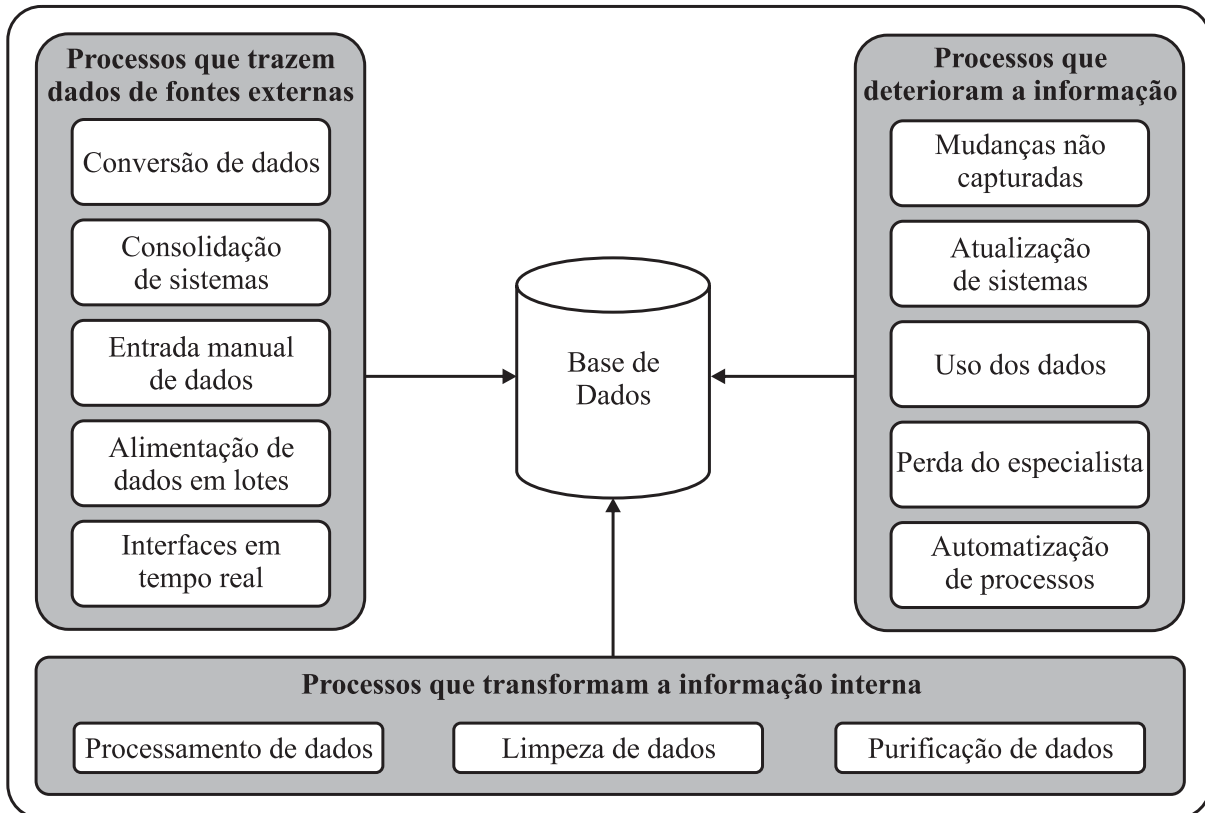 Processos que trazem
dados de fontes externas
Conversão de dados
Consolidação
de sistemas
Entrada manual
de dados
Alimentação de
dados em lotes
Interfaces em
tempo real
Base de
Dados
Processos que
deterioram a informação
Mudanças não
capturadas
Atualização
de sistemas
Uso dos dados
Perda do especialista
Automatização
de processos
Processos que transformam a informação interna
Processamento de dados
Limpeza de dados
Purificação de dados